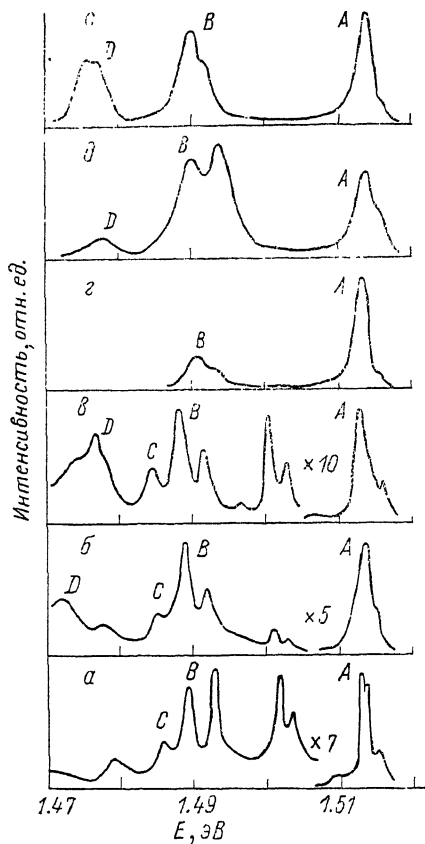 е
D
B
A
д
D
B
A
г
B
A
в
D
C
B
×10
A
б
D
C
B
×5
A
а
C
B
×7
A
1.47
1.49
1.51
E, эВ
Интенсивность, отн. ед.